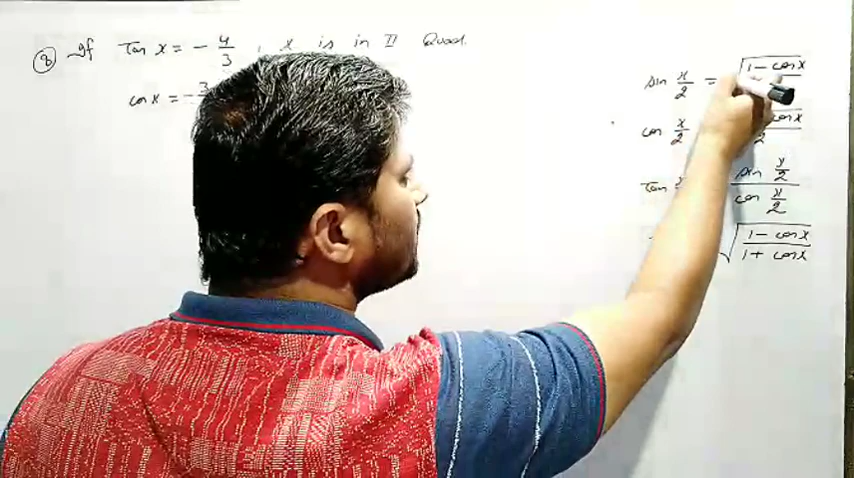 8 If Tan x = - 4/3 , x is in II Quad.
cos x = - 3
sin x/2 = √1 - cos x
cos x/2 cos x / 2
Tan sin x/2 / cos x/2
√1 - cos x / 1 + cos x